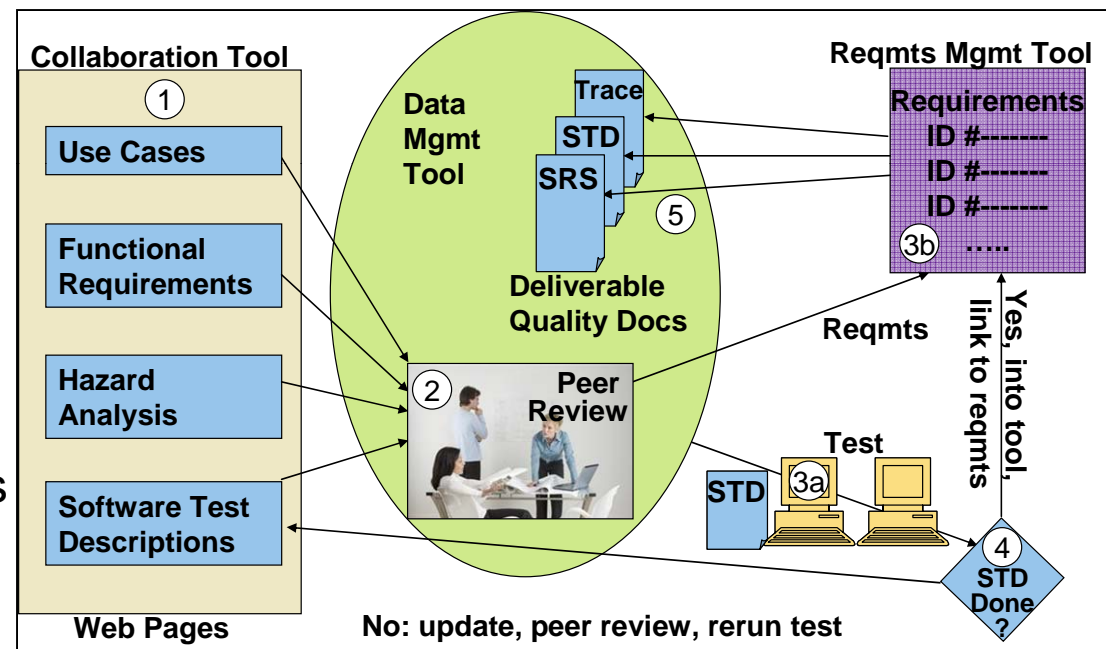 Collaboration Tool
1
Use Cases
Functional
Requirements
Hazard
Analysis
Software Test
Descriptions
Web Pages
S
Data
Mgmt
Tool
Trace
STD
SRS
5
Deliverable
Quality Docs
2
Peer
Review
Reqmts Mgmt Tool
Requirements
ID #-------
ID #-------
ID #-------
…..
3b
Reqmts
Yes, into tool,
link to reqmts
Test
STD
3a
4
STD
Done
?
No: update, peer review, rerun test